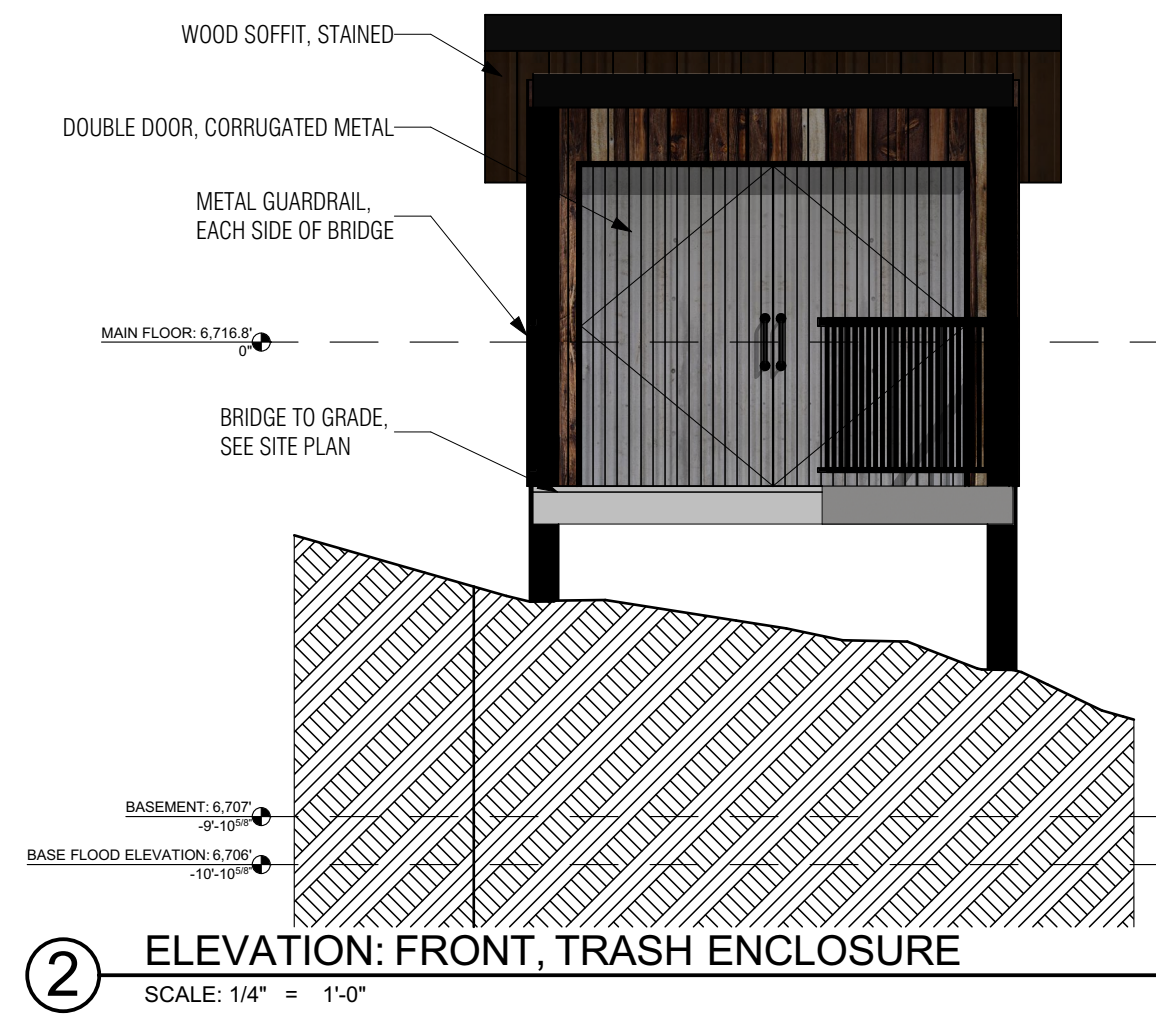 WOOD SOFFIT, STAINED
DOUBLE DOOR, CORRUGATED METAL
METAL GUARDRAIL,
EACH SIDE OF BRIDGE
MAIN FLOOR: 6,716.8'
0"
BRIDGE TO GRADE,
SEE SITE PLAN
BASEMENT: 6,707'
-9'-10 5/8"
BASE FLOOD ELEVATION: 6,706'
-10'-10 5/8"
2
ELEVATION: FRONT, TRASH ENCLOSURE
SCALE: 1/4" = 1'-0"